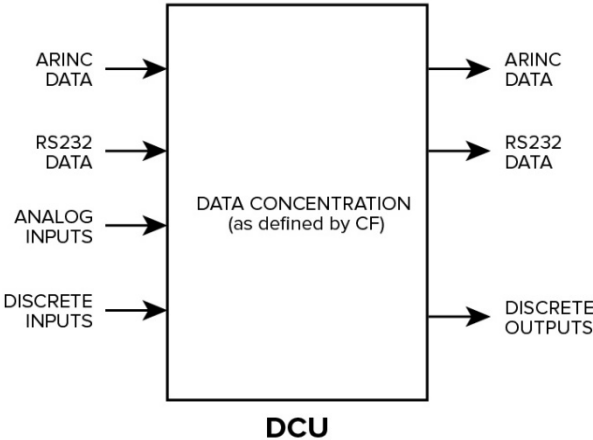 ARINC
DATA
RS232
DATA
ANALOG
INPUTS
DISCRETE
INPUTS
DATA CONCENTRATION
(as defined by CF)
ARINC
DATA
RS232
DATA
DISCRETE
OUTPUTS
DCU